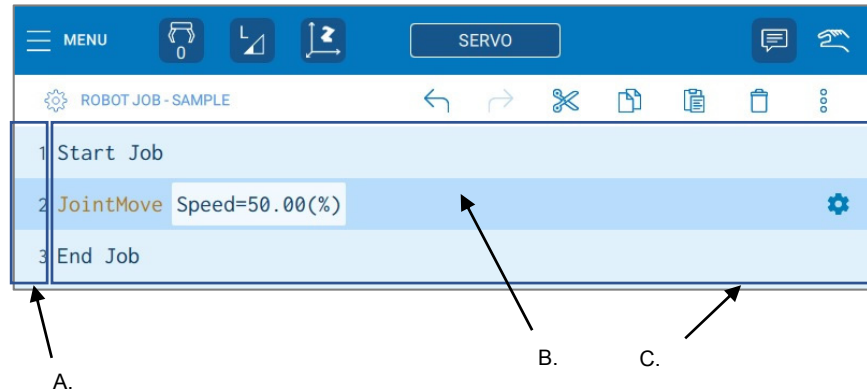 MENU 0 L Z SERVO
ROBOT JOB - SAMPLE
1 Start Job
2 JointMove Speed=50.00(%)
3 End Job
B. C.
A.